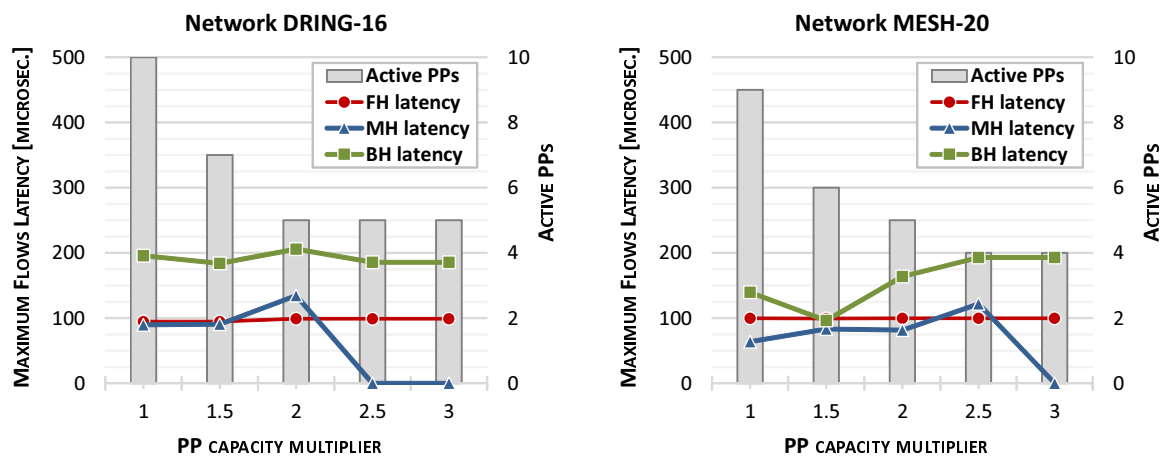 Network DRING-16
MAXIMUM FLOWS LATENCY [MICROSEC.]
500
400
300
200
100
0
10
8
6
4
2
0
ACTIVE PPS
Active PPs
FH latency
MH latency
BH latency
1 1.5 2 2.5 3
PP CAPACITY MULTIPLIER
Network MESH-20
MAXIMUM FLOWS LATENCY [MICROSEC.]
500
400
300
200
100
0
10
8
6
4
2
0
ACTIVE PPS
Active PPs
FH latency
MH latency
BH latency
1 1.5 2 2.5 3
PP CAPACITY MULTIPLIER